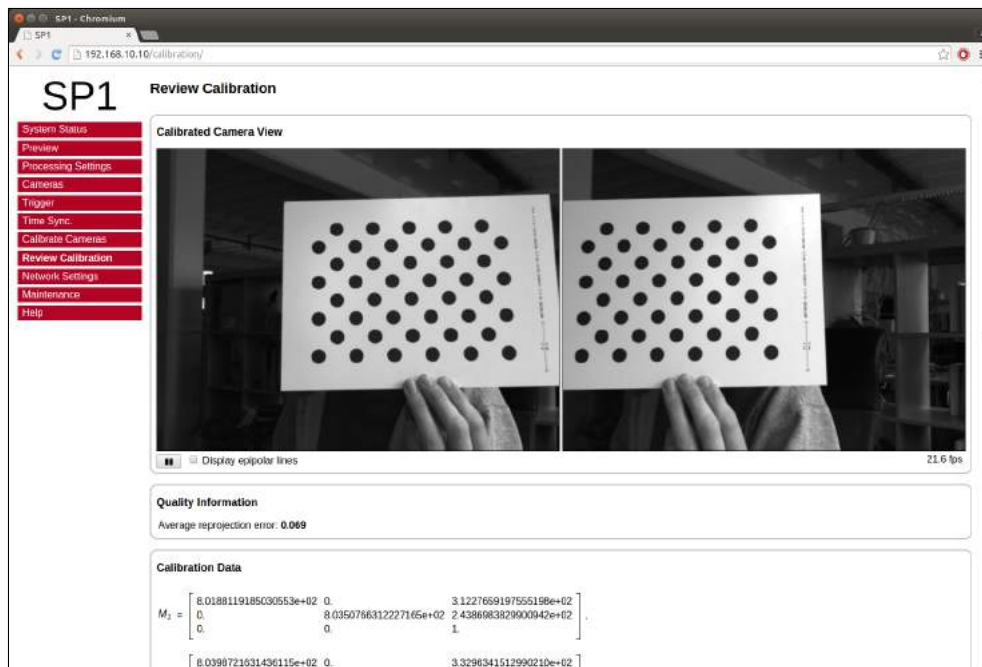 SP1 - Chromium
SP1
192.168.10.10/calibration/
SP1
System Status
Preview
Processing Settings
Cameras
Trigger
Time Sync.
Calibrate Cameras
Review Calibration
Network Settings
Maintenance
Help
Review Calibration
Calibrated Camera View
Display epipolar lines
21.6 fps
Quality Information
Average reprojection error: 0.069
Calibration Data
M₁ =
8.0188119185030553e+02 0. 3.1227659197555198e+02
0. 8.0350766312227165e+02 2.4386983829900942e+02
0. 0. 1.
,
8.0398721631436115e+02 0. 3.3296341512990210e+02